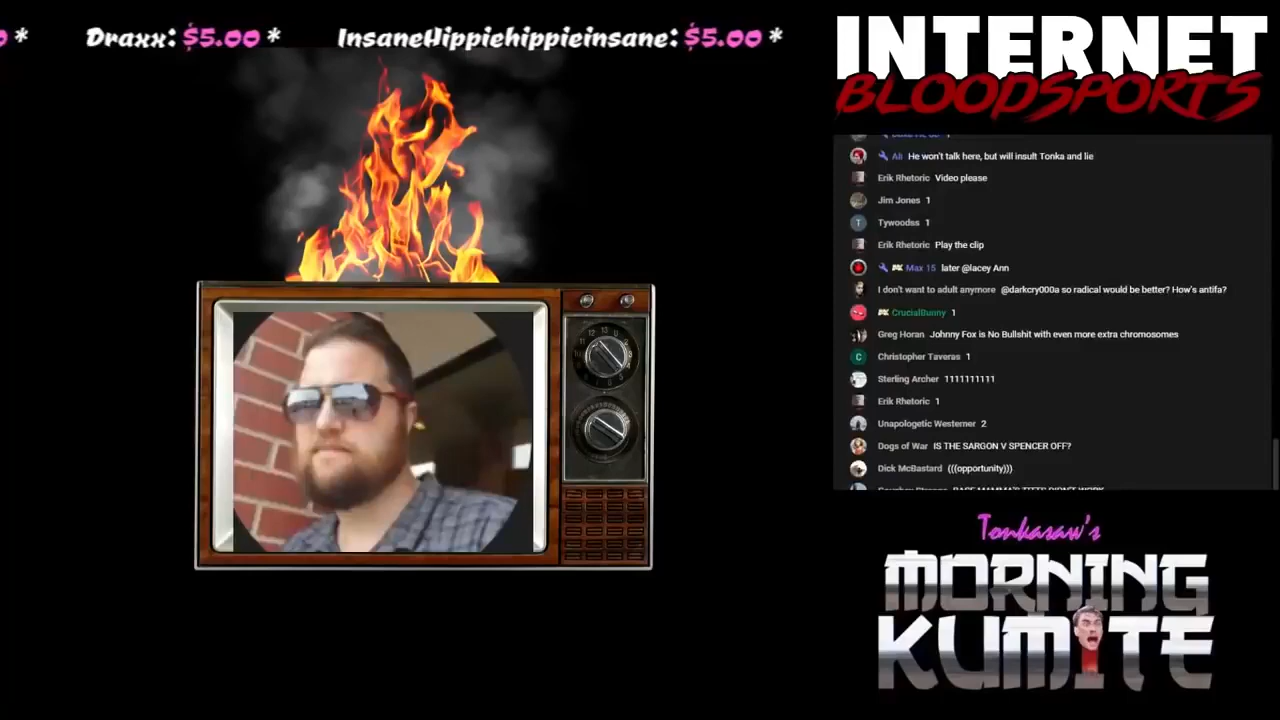 * Draxx: $5.00 * InsaneHippiehippieinsane: $5.00 *
INTERNET
BLOODSPORTS
Ali He won't talk here, but will insult Tonka and lie
Erik Rhetoric Video please
Jim Jones 1
T Tywoodss 1
Erik Rhetoric Play the clip
Max 15 later @lacey Ann
I don't want to adult anymore @darkcry000a so radical would be better? How's antifa?
CrucialBunny 1
Greg Horan Johnny Fox is No Bullshit with even more extra chromosomes
C Christopher Taveras 1
Sterling Archer 1111111111
Erik Rhetoric 1
Unapologetic Westerner 2
Dogs of War IS THE SARGON V SPENCER OFF?
Dick McBastard (((opportunity)))
Tonkasaw's
MORNING
KUMITE